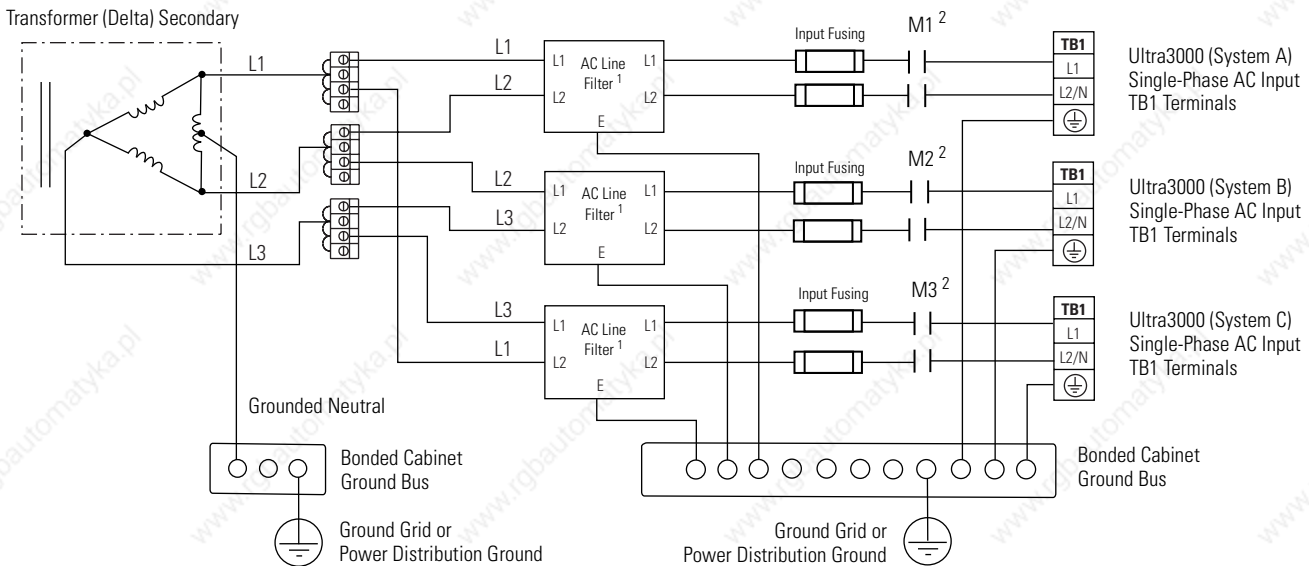 Transformer (Delta) Secondary
L1
L2
L3
L1
L2
L1
L2
AC Line
Filter 1
L1
L2
E
Input Fusing
M1 2
TB1
L1
L2/N
Ultra3000 (System A)
Single-Phase AC Input
TB1 Terminals
L2
L3
L1
L2
AC Line
Filter 1
L1
L2
E
Input Fusing
M2 2
TB1
L1
L2/N
Ultra3000 (System B)
Single-Phase AC Input
TB1 Terminals
L3
L1
L1
L2
AC Line
Filter 1
L1
L2
E
Input Fusing
M3 2
TB1
L1
L2/N
Ultra3000 (System C)
Single-Phase AC Input
TB1 Terminals
Grounded Neutral
Bonded Cabinet
Ground Bus
Ground Grid or
Power Distribution Ground
Bonded Cabinet
Ground Bus
Ground Grid or
Power Distribution Ground
www.rgbautomatyka.pl